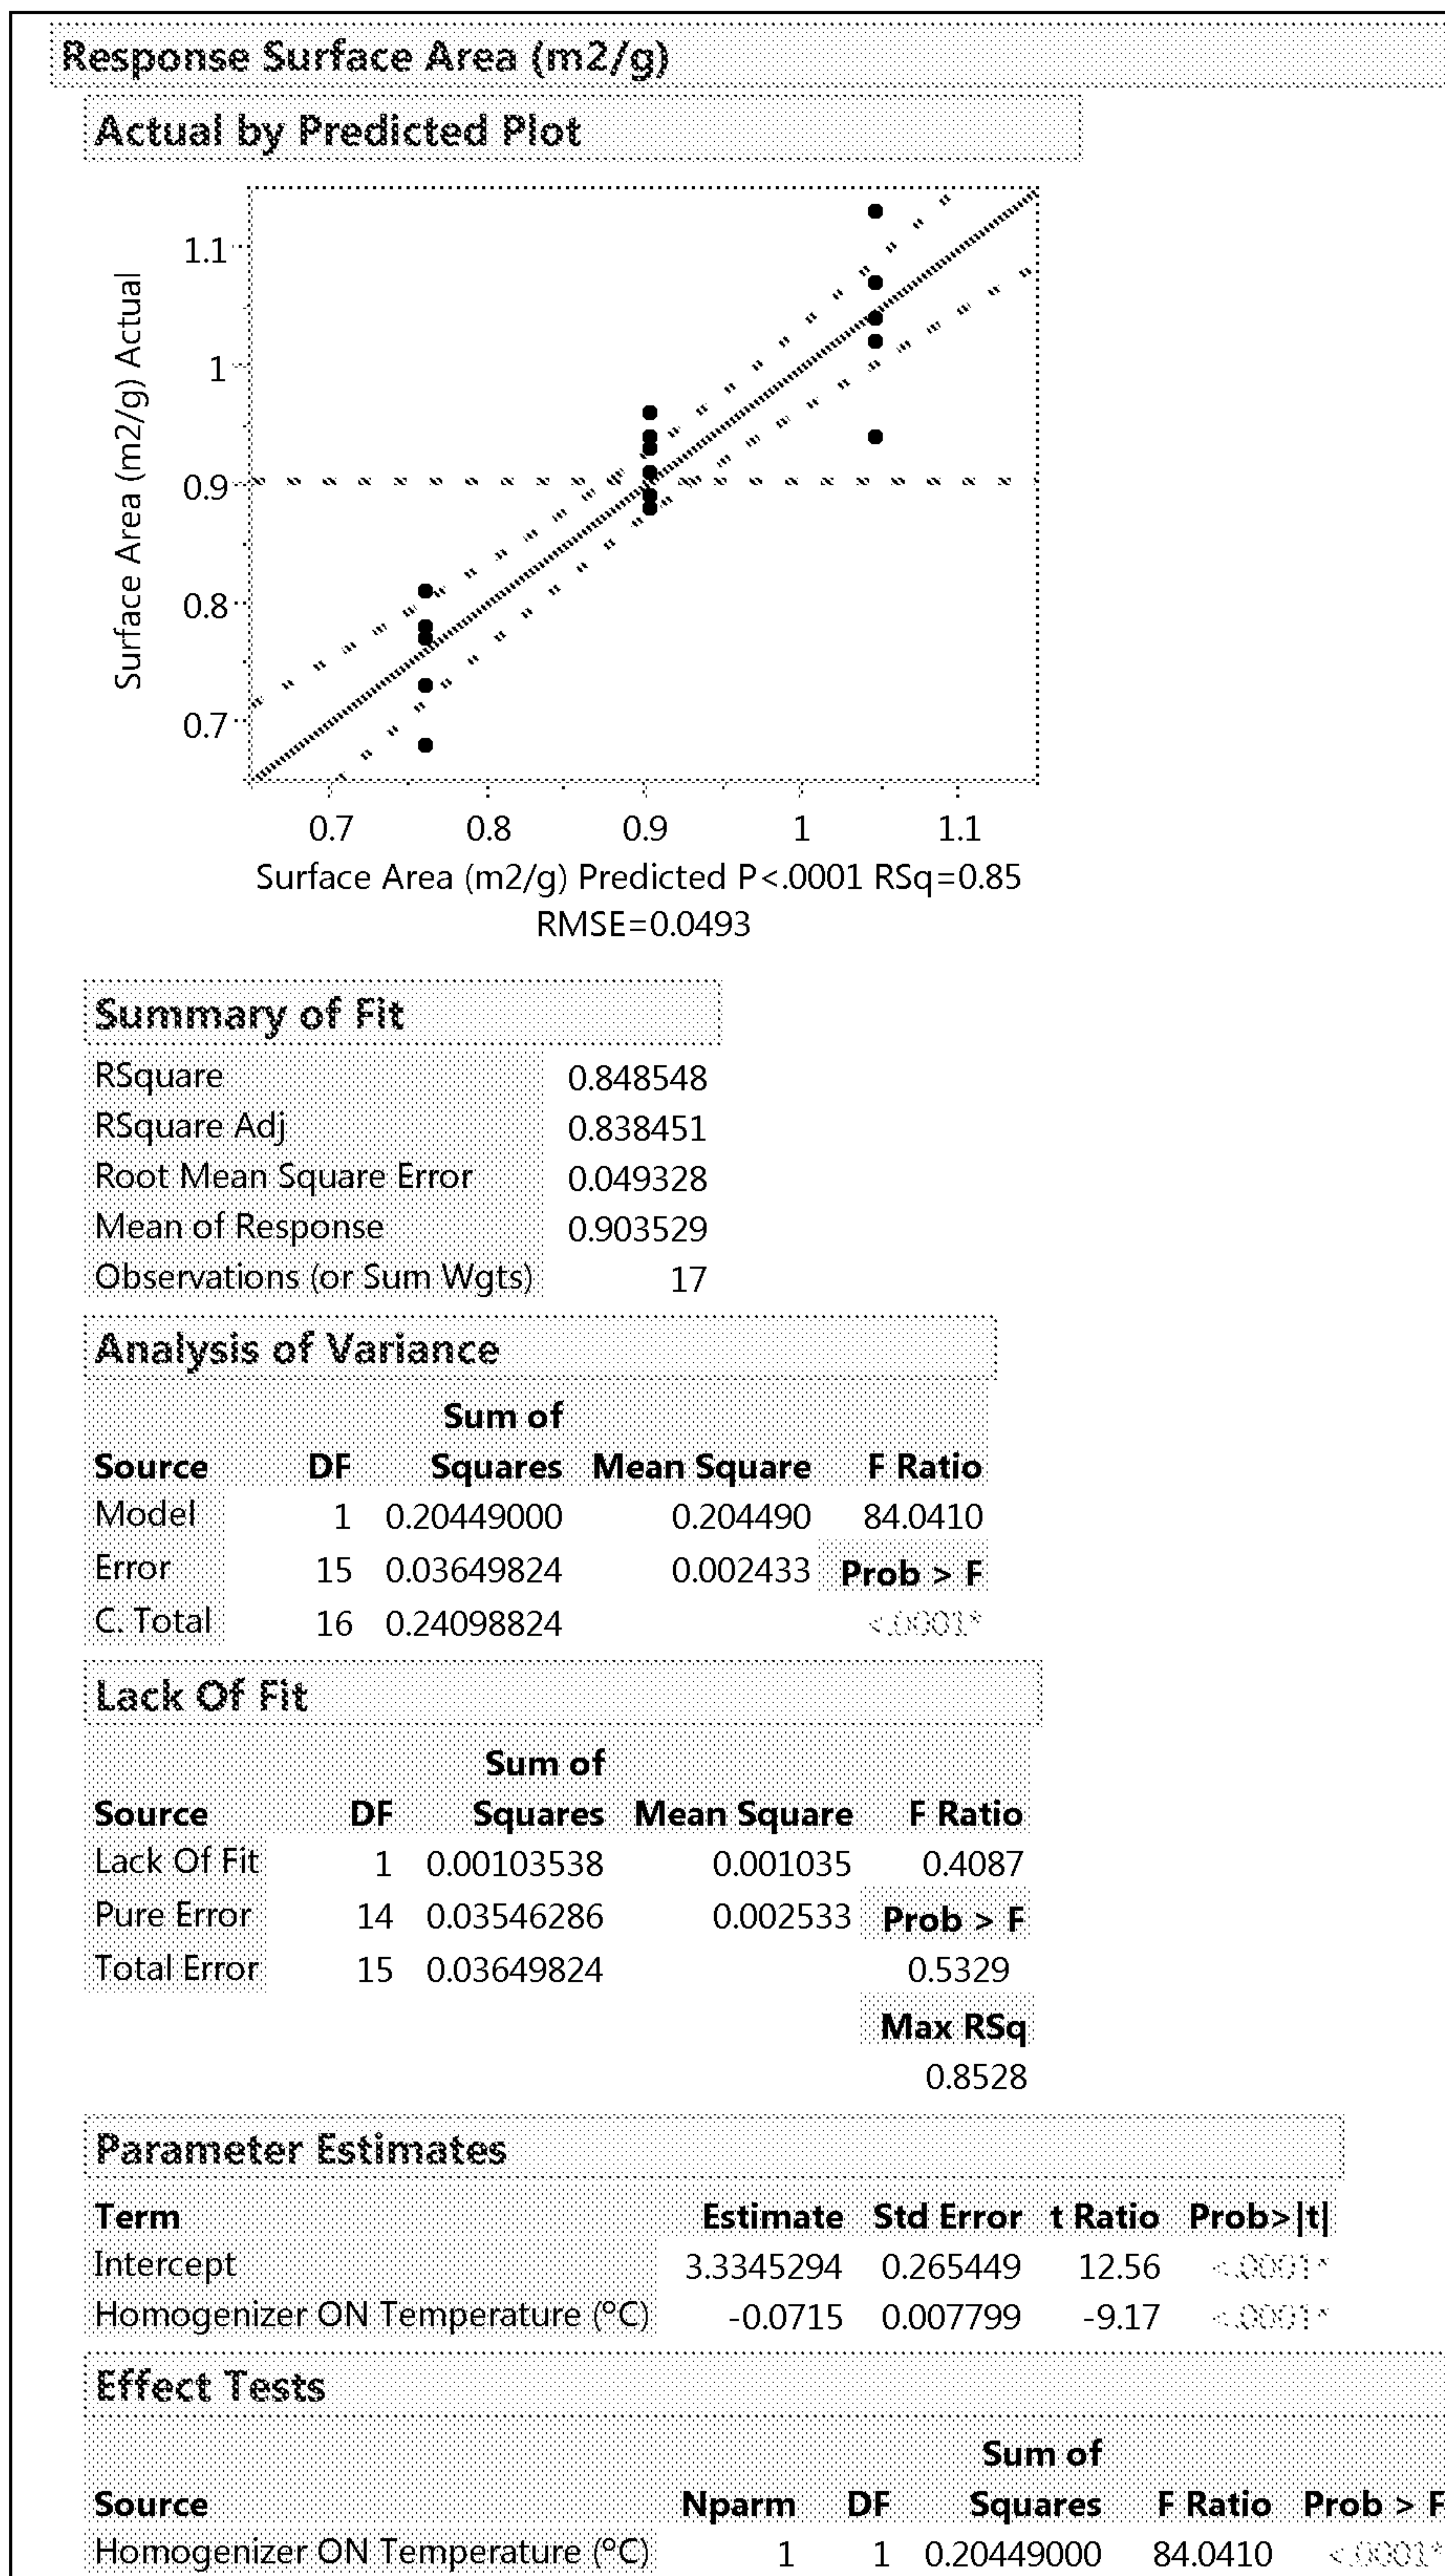 Response Surface Area (m2/g)
Actual by Predicted Plot
Surface Area (m2/g) Actual
1.1
1
0.9
0.8
0.7
0.7 0.8 0.9 1 1.1
Surface Area (m2/g) Predicted P<.0001 RSq=0.85
RMSE=0.0493
Summary of Fit
RSquare 0.848548
RSquare Adj 0.838451
Root Mean Square Error 0.049328
Mean of Response 0.903529
Observations (or Sum Wgts) 17
Analysis of Variance
Sum of
Source DF Squares Mean Square F Ratio
Model 1 0.20449000 0.204490 84.0410
Error 15 0.03649824 0.002433 Prob > F
C. Total 16 0.24098824 <.0001*
Lack Of Fit
Sum of
Source DF Squares Mean Square F Ratio
Lack Of Fit 1 0.00103538 0.001035 0.4087
Pure Error 14 0.03546286 0.002533 Prob > F
Total Error 15 0.03649824 0.5329
Max RSq
0.8528
Parameter Estimates
Term Estimate Std Error t Ratio Prob>|t|
Intercept 3.3345294 0.265449 12.56 <.0001*
Homogenizer ON Temperature (ºC) -0.0715 0.007799 -9.17 <.0001*
Effect Tests
Sum of
Source Nparm DF Squares F Ratio Prob > F
Homogenizer ON Temperature (ºC) 1 1 0.20449000 84.0410 <.0001*